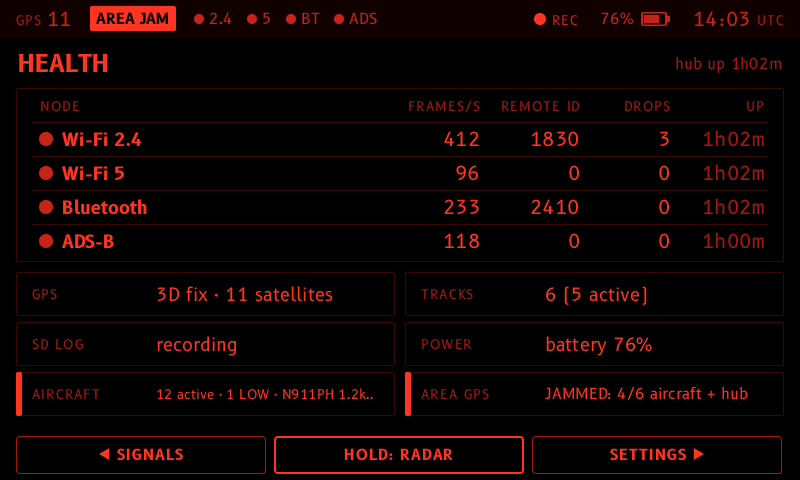 GPS 11 AREA JAM 2.4 5 BT ADS REC 76% 14:03 UTC
HEALTH hub up 1h02m
NODE FRAMES/S REMOTE ID DROPS UP
Wi-Fi 2.4 412 1830 3 1h02m
Wi-Fi 5 96 0 0 1h02m
Bluetooth 233 2410 0 1h02m
ADS-B 118 0 0 1h00m
GPS 3D fix · 11 satellites TRACKS 6 (5 active)
SD LOG recording POWER battery 76%
AIRCRAFT 12 active · 1 LOW · N911PH 1.2k.. AREA GPS JAMMED: 4/6 aircraft + hub
◀ SIGNALS HOLD: RADAR SETTINGS ▶